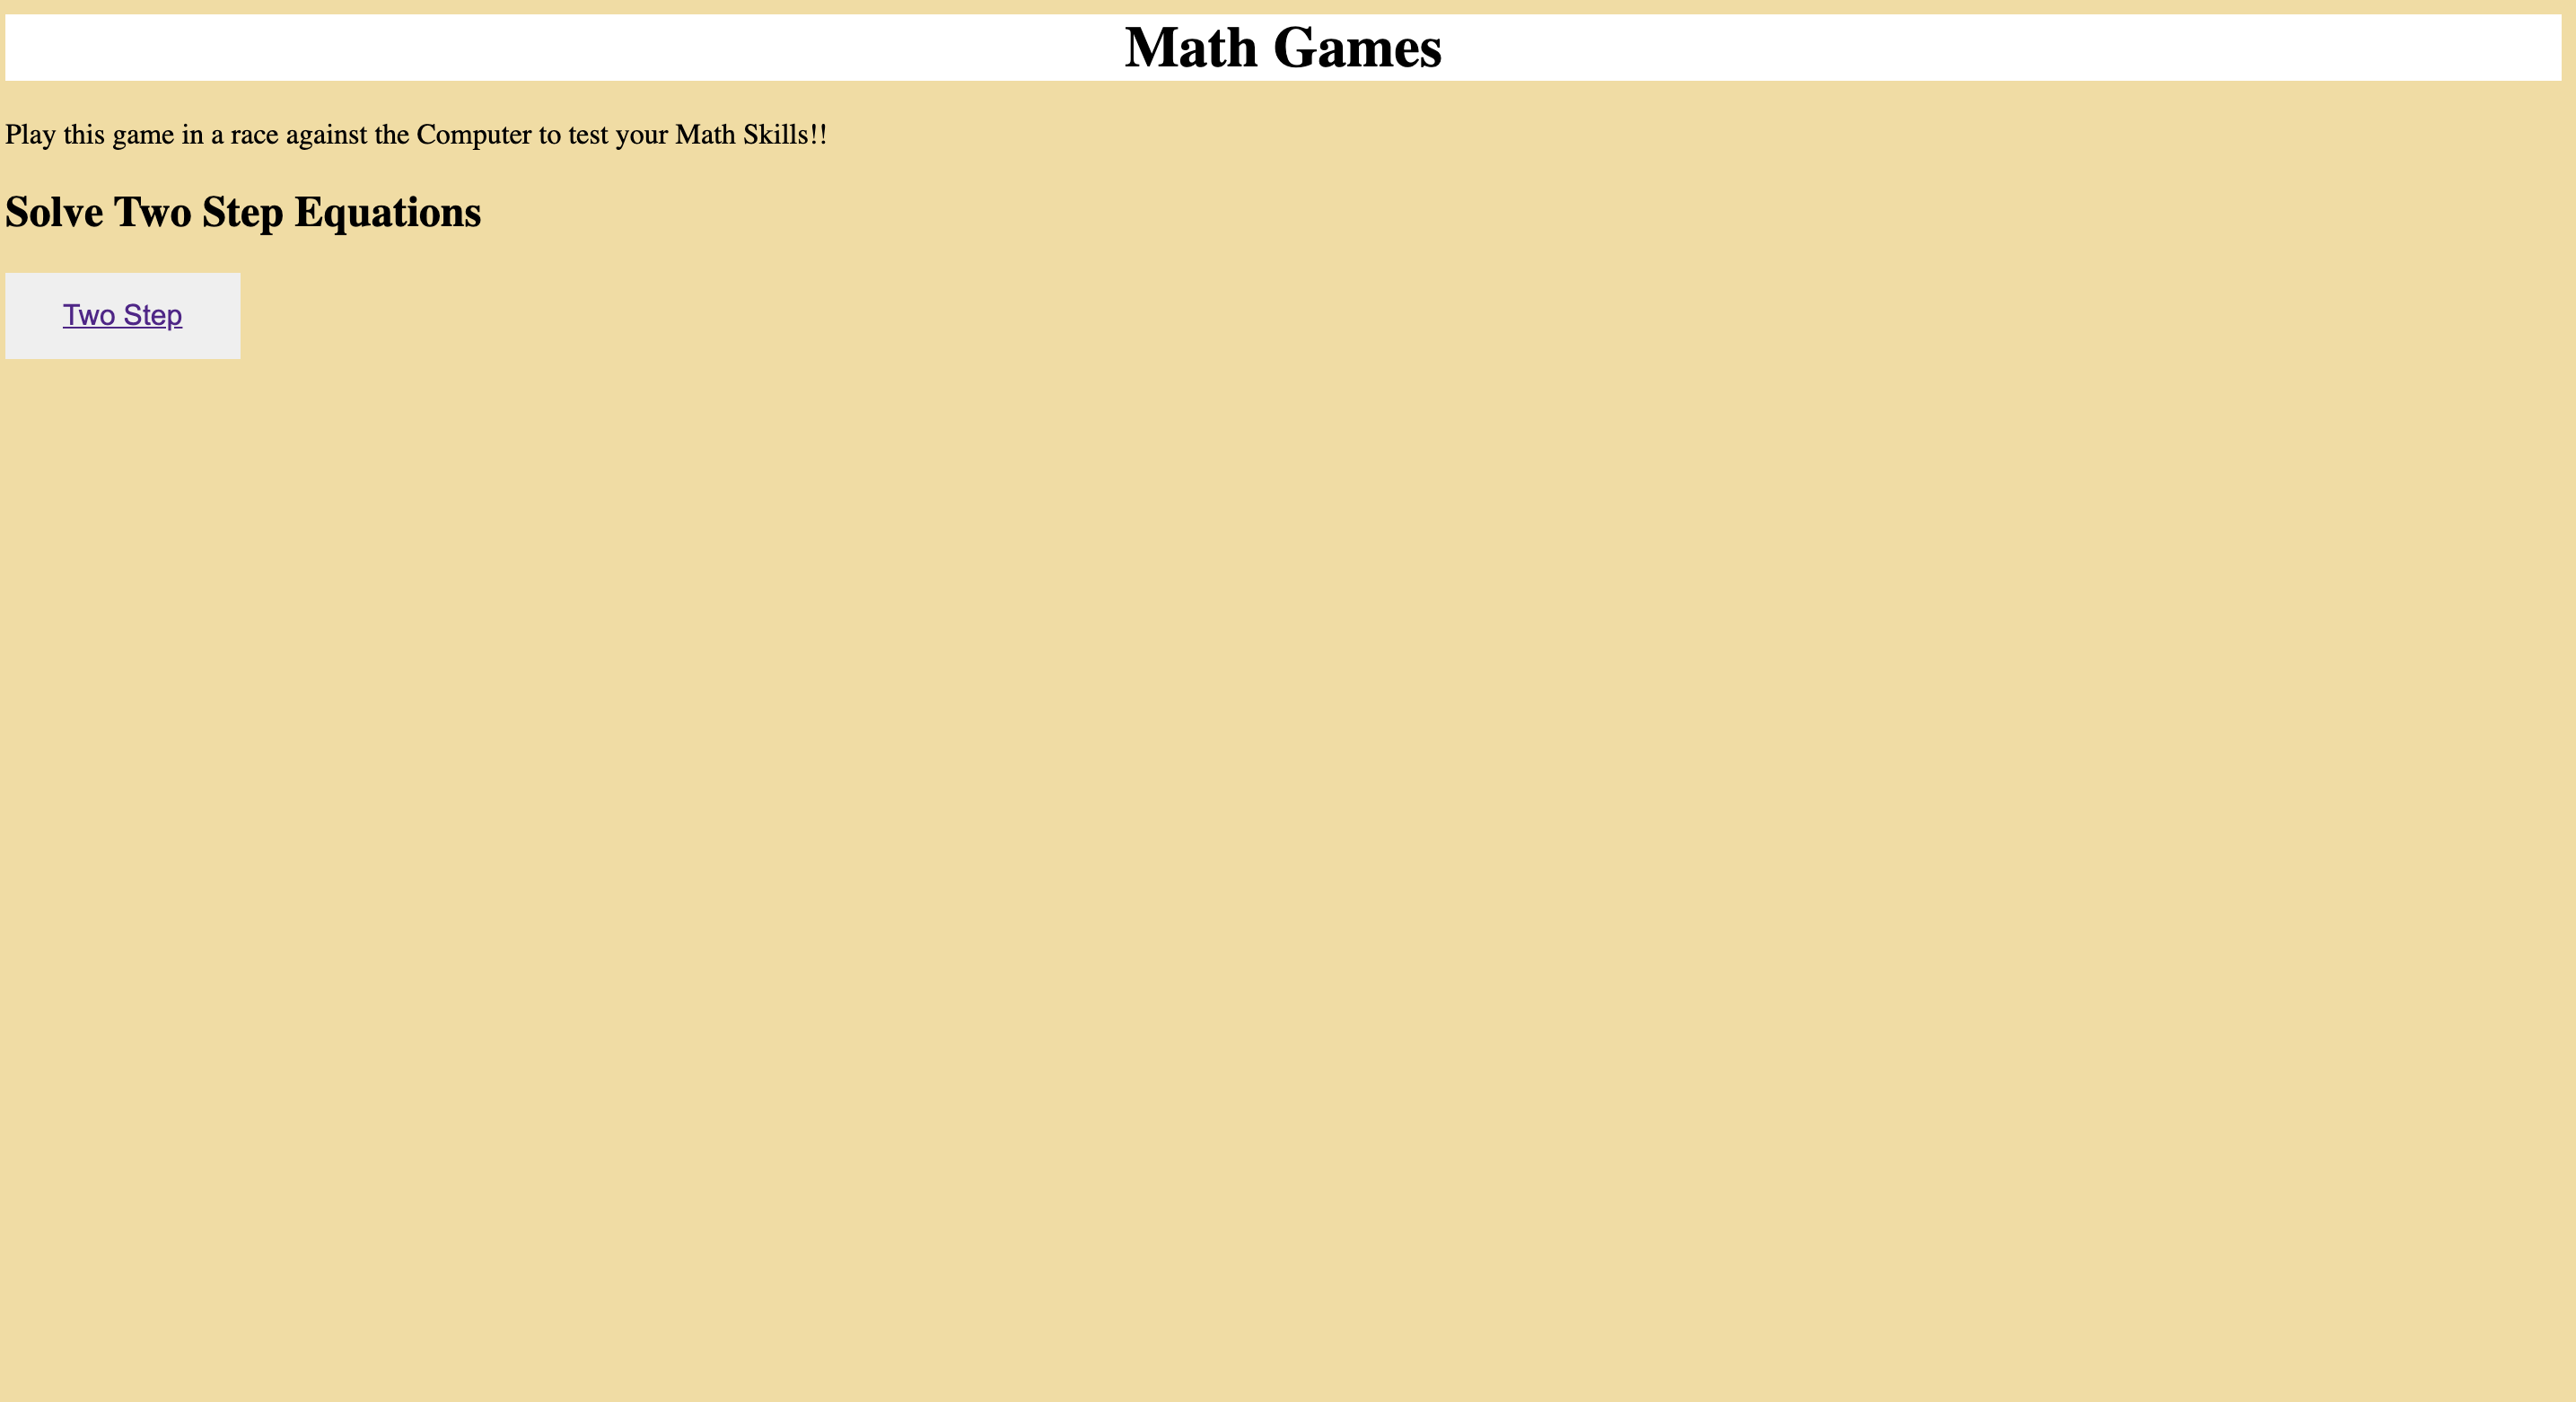 Math Games
Play this game in a race against the Computer to test your Math Skills!!
Solve Two Step Equations
Two Step